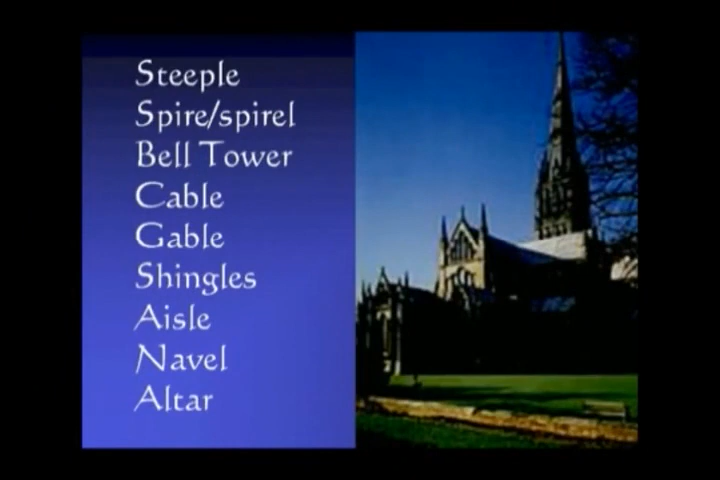 Steeple
Spire/spirel
Bell Tower
Cable
Gable
Shingles
Aisle
Navel
Altar